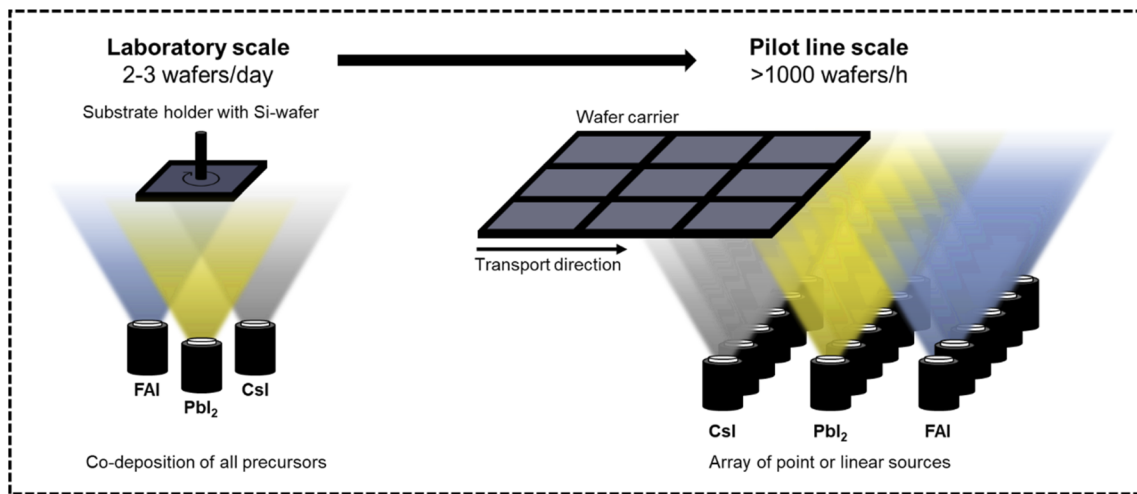 Laboratory scale
2-3 wafers/day
Substrate holder with Si-wafer
FAI
PbI₂
CsI
Co-deposition of all precursors
Pilot line scale
>1000 wafers/h
Wafer carrier
Transport direction
CsI
PbI₂
FAI
Array of point or linear sources